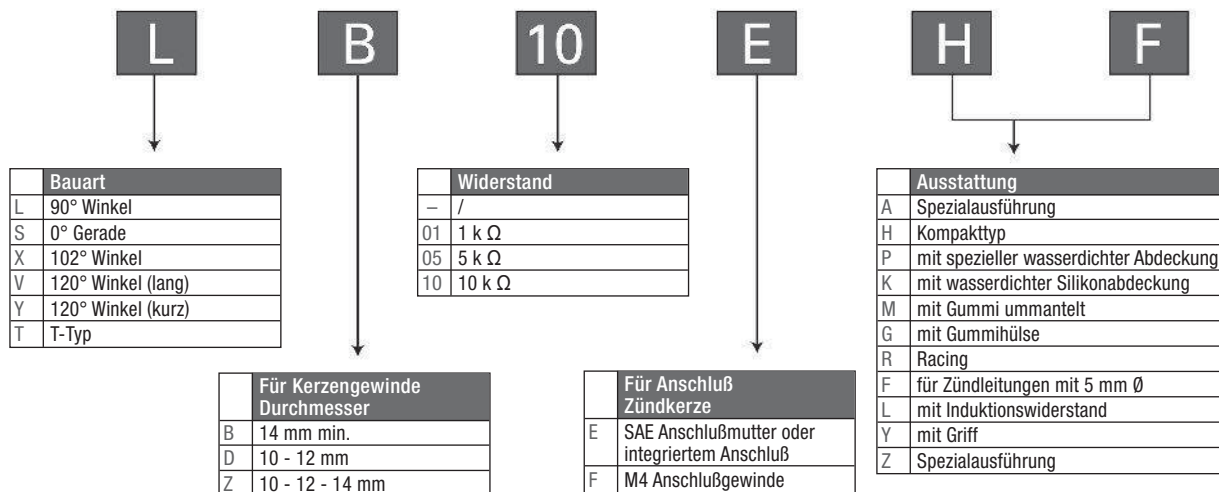 L B 10 E H F
Bauart
L 90° Winkel
S 0° Gerade
X 102° Winkel
V 120° Winkel (lang)
Y 120° Winkel (kurz)
T T-Typ
Für Kerzengewinde
Durchmesser
B 14 mm min.
D 10 - 12 mm
Z 10 - 12 - 14 mm
Widerstand
– /
01 1 k Ω
05 5 k Ω
10 10 k Ω
Für Anschluß
Zündkerze
E SAE Anschlußmutter oder
integriertem Anschluß
F M4 Anschlußgewinde
Ausstattung
A Spezialausführung
H Kompakttyp
P mit spezieller wasserdichter Abdeckung
K mit wasserdichter Silikonabdeckung
M mit Gummi ummantelt
G mit Gummihülse
R Racing
F für Zündleitungen mit 5 mm Ø
L mit Induktionswiderstand
Y mit Griff
Z Spezialausführung